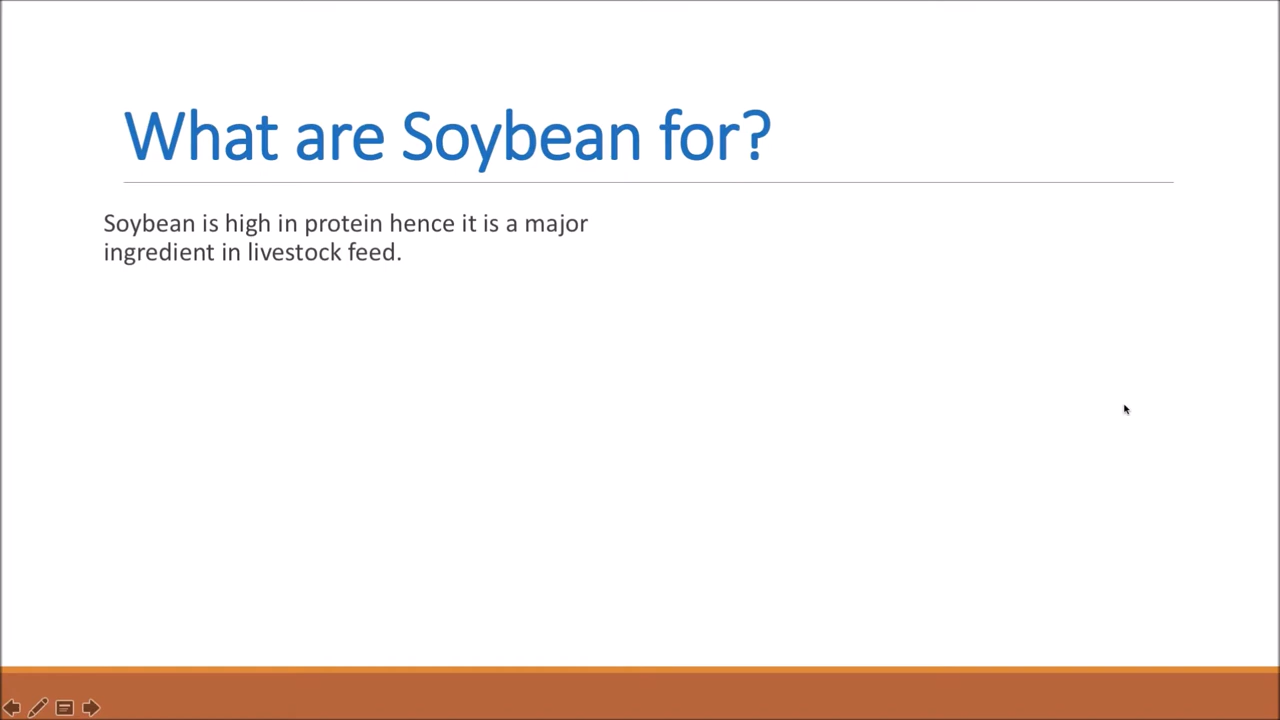 What are Soybean for?
Soybean is high in protein hence it is a major
ingredient in livestock feed.